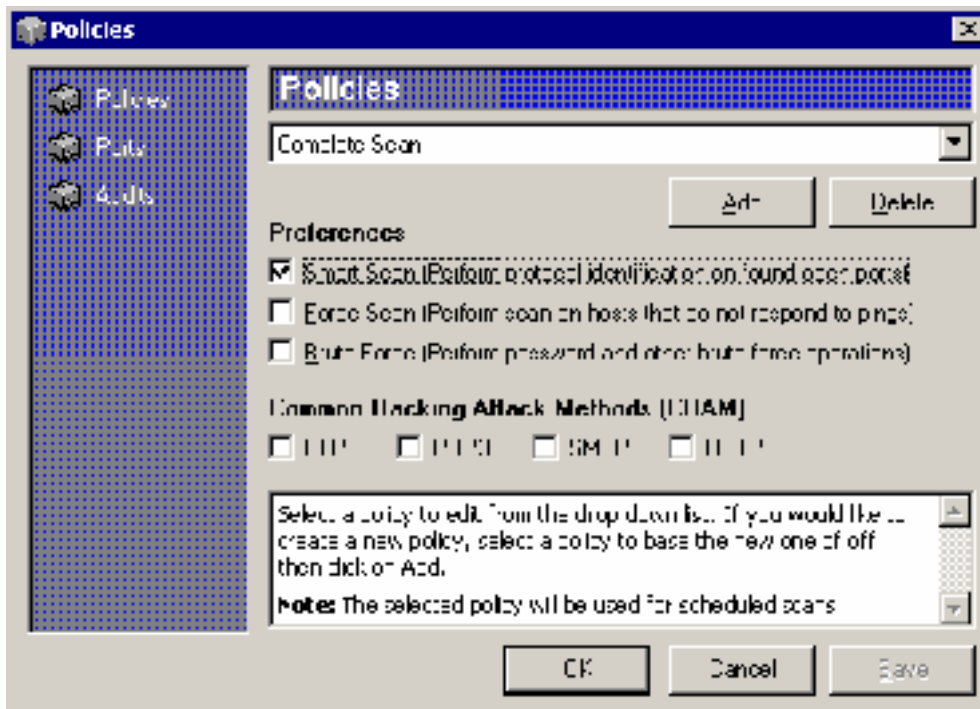 Policies
Policies
Ports
Audits
Policies
Complete Scan
Add
Delete
Preferences
Smart Scan (Perform protocol identification on found open ports)
Force Scan (Perform scan on hosts that do not respond to pings)
Brute Force (Perform password and other brute force operations)
Common Hacking Attack Methods (CHAM)
FTP
POP3
SMTP
HTTP
Select a policy to edit from the drop down list. If you would like to
create a new policy, select a policy to base the new one of off
then click on Add.
Note: The selected policy will be used for scheduled scans
OK
Cancel
Save